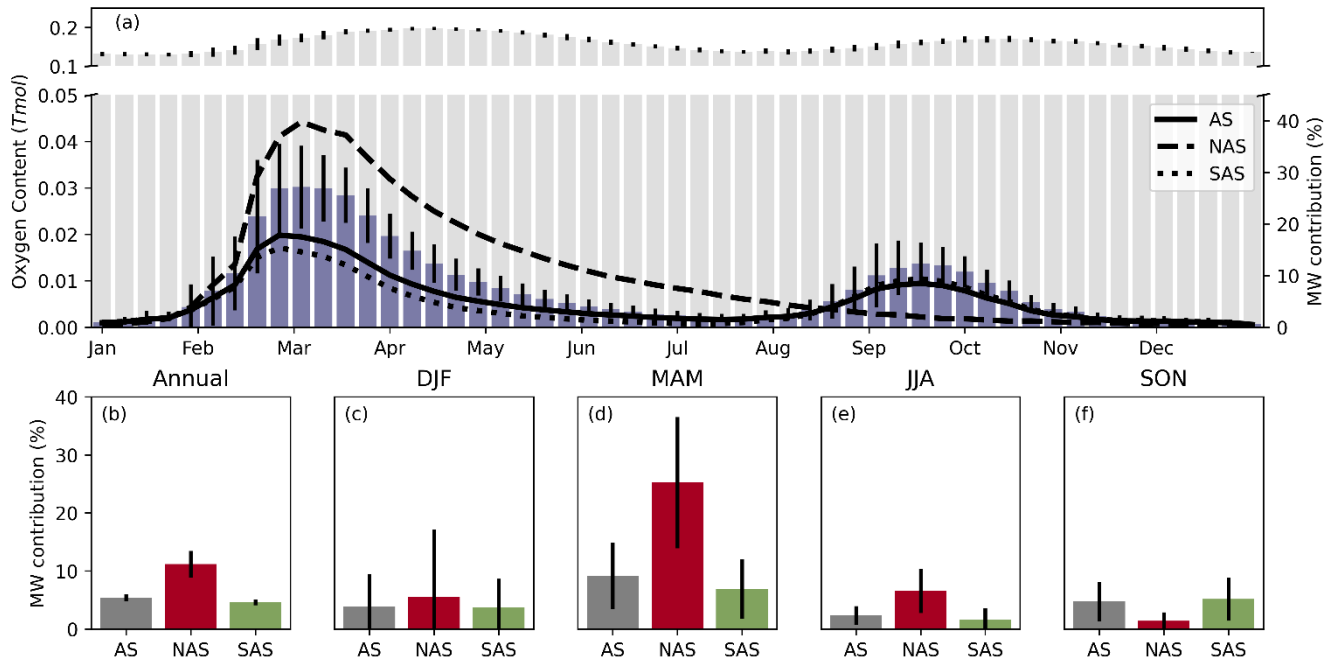 (a)
0.2
0.1
0.05
0.04
0.03
0.02
0.01
0.00
Oxygen Content (Tmol)
AS
NAS
SAS
40
30
20
10
0
MW contribution (%)
Jan Feb Mar Apr May Jun Jul Aug Sep Oct Nov Dec
Annual DJF MAM JJA SON
40
30
20
10
0
MW contribution (%)
(b) (c) (d) (e) (f)
AS NAS SAS AS NAS SAS AS NAS SAS AS NAS SAS AS NAS SAS